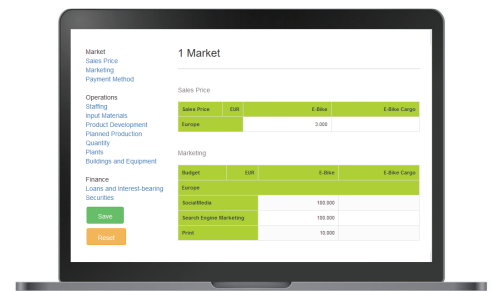 Market
Sales Price
Marketing
Payment Method
Operations
Staffing
Input Materials
Product Development
Planned Production
Quantity
Plants
Buildings and Equipment
Finance
Loans and Interest-bearing
Securities
Save
Reset
1 Market
Sales Price
Sales Price EUR E-Bike E-Bike Cargo
Europe 3.000
Marketing
Budget EUR E-Bike E-Bike Cargo
Europe
SocialMedia 100.000
Search Engine Marketing 100.000
Print 10.000